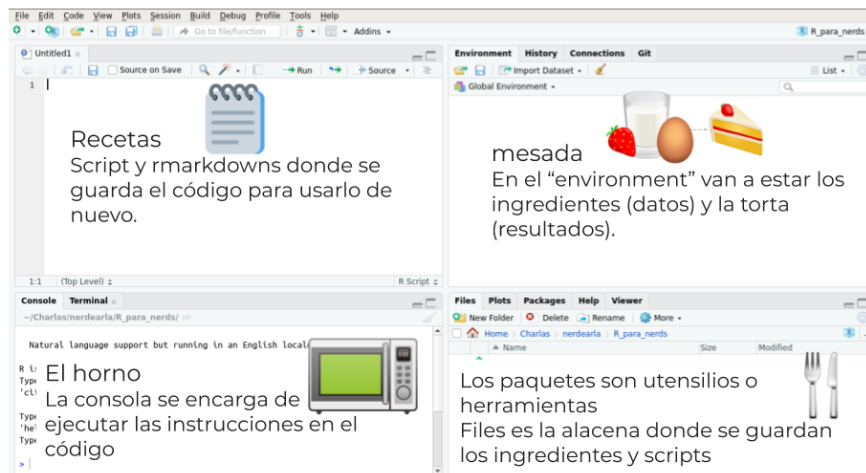 File Edit Code View Plots Session Build Debug Profile Tools Help
Go to file/function Addins
R_para_nerds
Untitled1
Source on Save Run Source
1
Recetas
Script y rmarkdowns donde se
guarda el código para usarlo de
nuevo.
1:1 (Top Level) R Script
Environment History Connections Git
Import Dataset List
Global Environment
mesada
En el “environment” van a estar los
ingredientes (datos) y la torta
(resultados).
Console Terminal
~/Charlas/nerdearla/R_para_nerds/
Natural language support but running in an English local
R i
Type
'ci
Type
'hel
Type
>
El horno
La consola se encarga de
ejecutar las instrucciones en el
código
Files Plots Packages Help Viewer
New Folder Delete Rename More
Home Charlas nerdearla R_para_nerds
Name Size Modified
Los paquetes son utensilios o
herramientas
Files es la alacena donde se guardan
los ingredientes y scripts